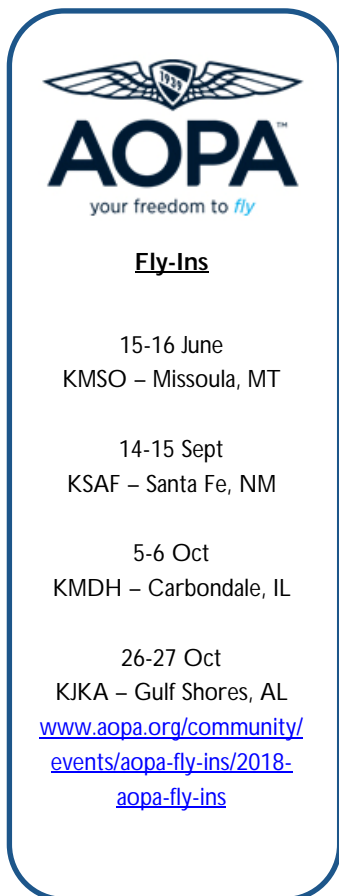 1939
AOPA™
your freedom to fly
Fly-Ins
15-16 June
KMSO – Missoula, MT
14-15 Sept
KSAF – Santa Fe, NM
5-6 Oct
KMDH – Carbondale, IL
26-27 Oct
KJKA – Gulf Shores, AL
www.aopa.org/community/
events/aopa-fly-ins/2018-
aopa-fly-ins